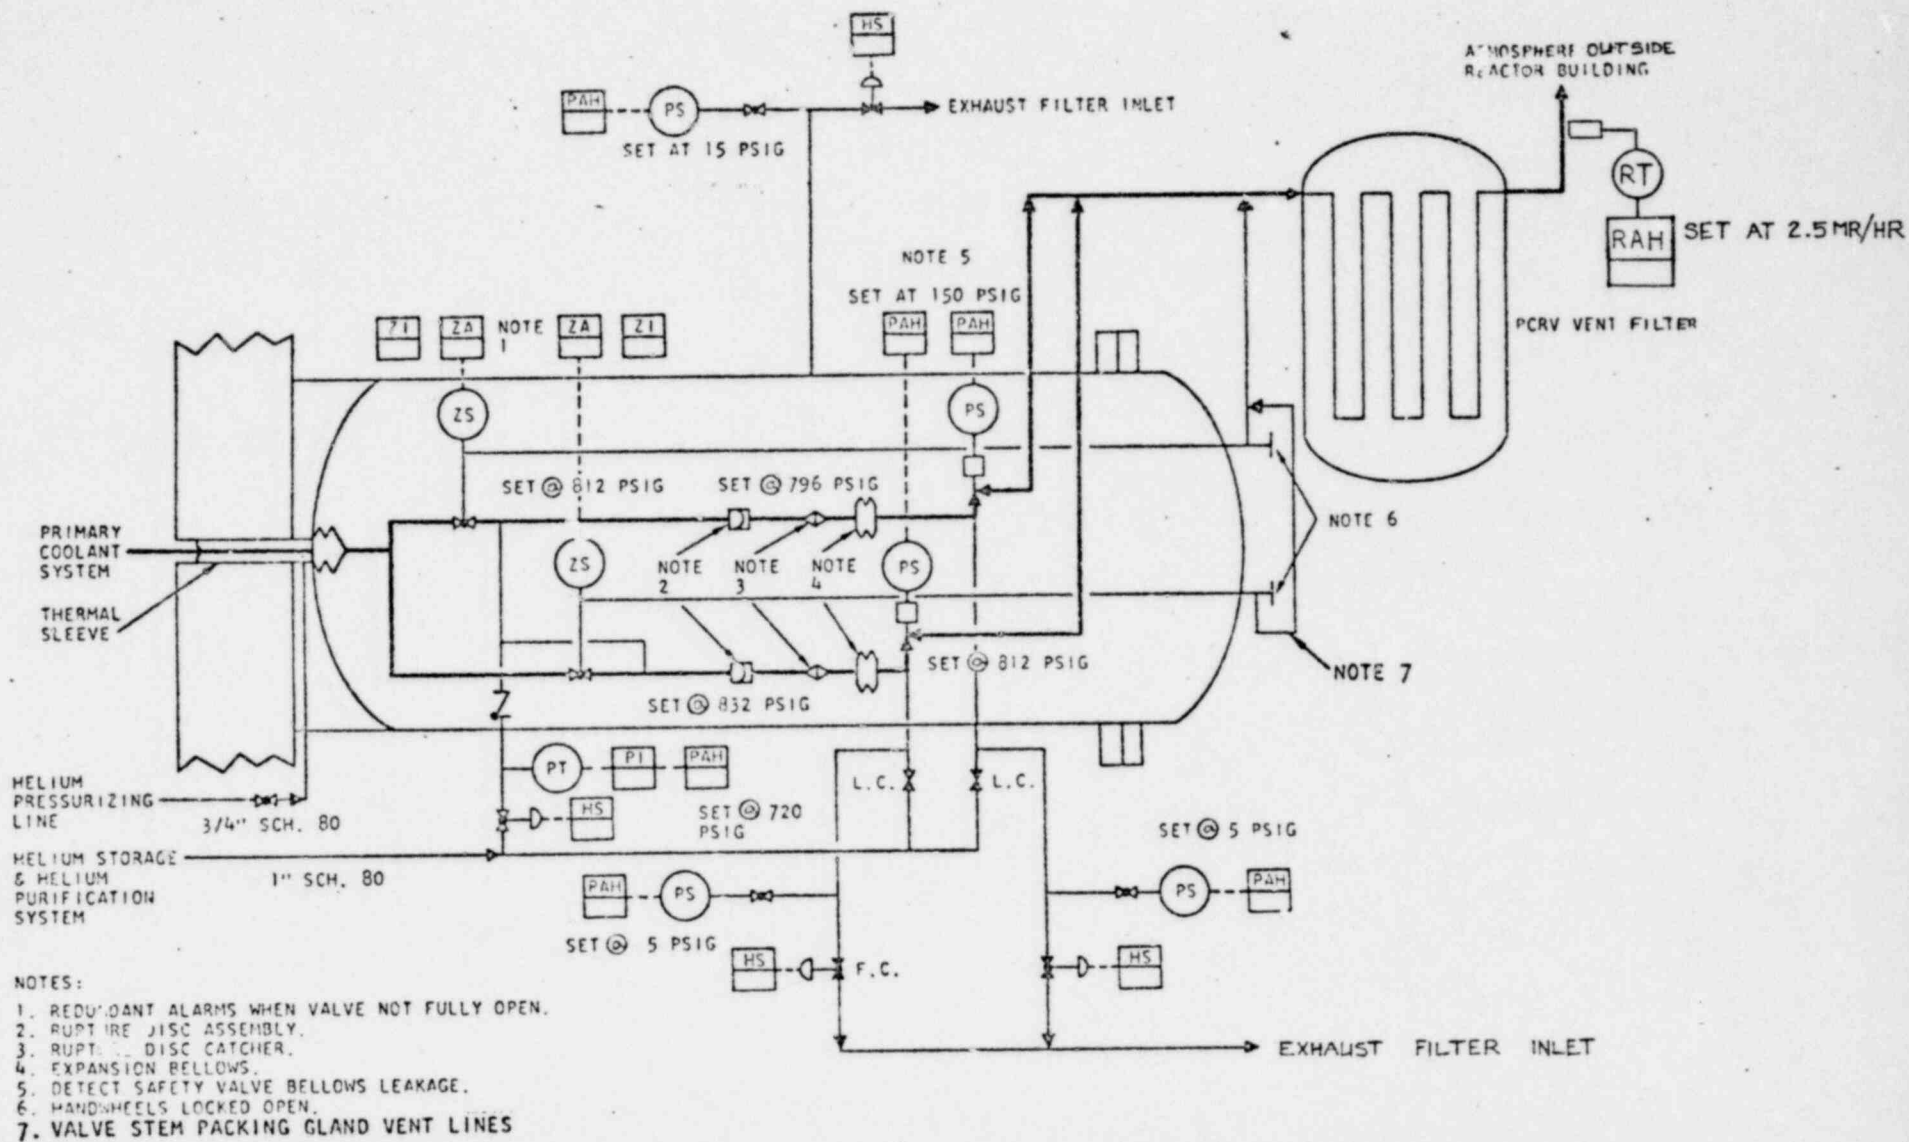 HS
ATMOSPHERE OUTSIDE
REACTOR BUILDING
PAH
PS
EXHAUST FILTER INLET
SET AT 15 PSIG
RT
RAH
SET AT 2.5 MR/HR
NOTE 5
SET AT 150 PSIG
PAH
PAH
ZI
ZA
NOTE
1
ZA
ZI
PCRV VENT FILTER
ZS
PS
SET @ 812 PSIG
SET @ 796 PSIG
NOTE 6
PRIMARY
COOLANT
SYSTEM
ZS
NOTE
2
NOTE
3
NOTE
4
PS
THERMAL
SLEEVE
SET @ 812 PSIG
NOTE 7
SET @ 832 PSIG
HELIUM
PRESSURIZING
LINE
3/4" SCH. 80
PT
PI
PAH
SET @ 720
PSIG
HS
L.C.
L.C.
SET @ 5 PSIG
HELIUM STORAGE
& HELIUM
PURIFICATION
SYSTEM
1" SCH. 80
PAH
PS
SET @ 5 PSIG
PS
PAH
HS
F.C.
HS
EXHAUST FILTER INLET
NOTES:
1. REDU DANT ALARMS WHEN VALVE NOT FULLY OPEN.
2. RUPT RE DISC ASSEMBLY.
3. RUPT DISC CATCHER.
4. EXPANSION BELLOWS.
5. DETECT SAFETY VALVE BELLOWS LEAKAGE.
6. HANDWHEELS LOCKED OPEN.
7. VALVE STEM PACKING GLAND VENT LINES